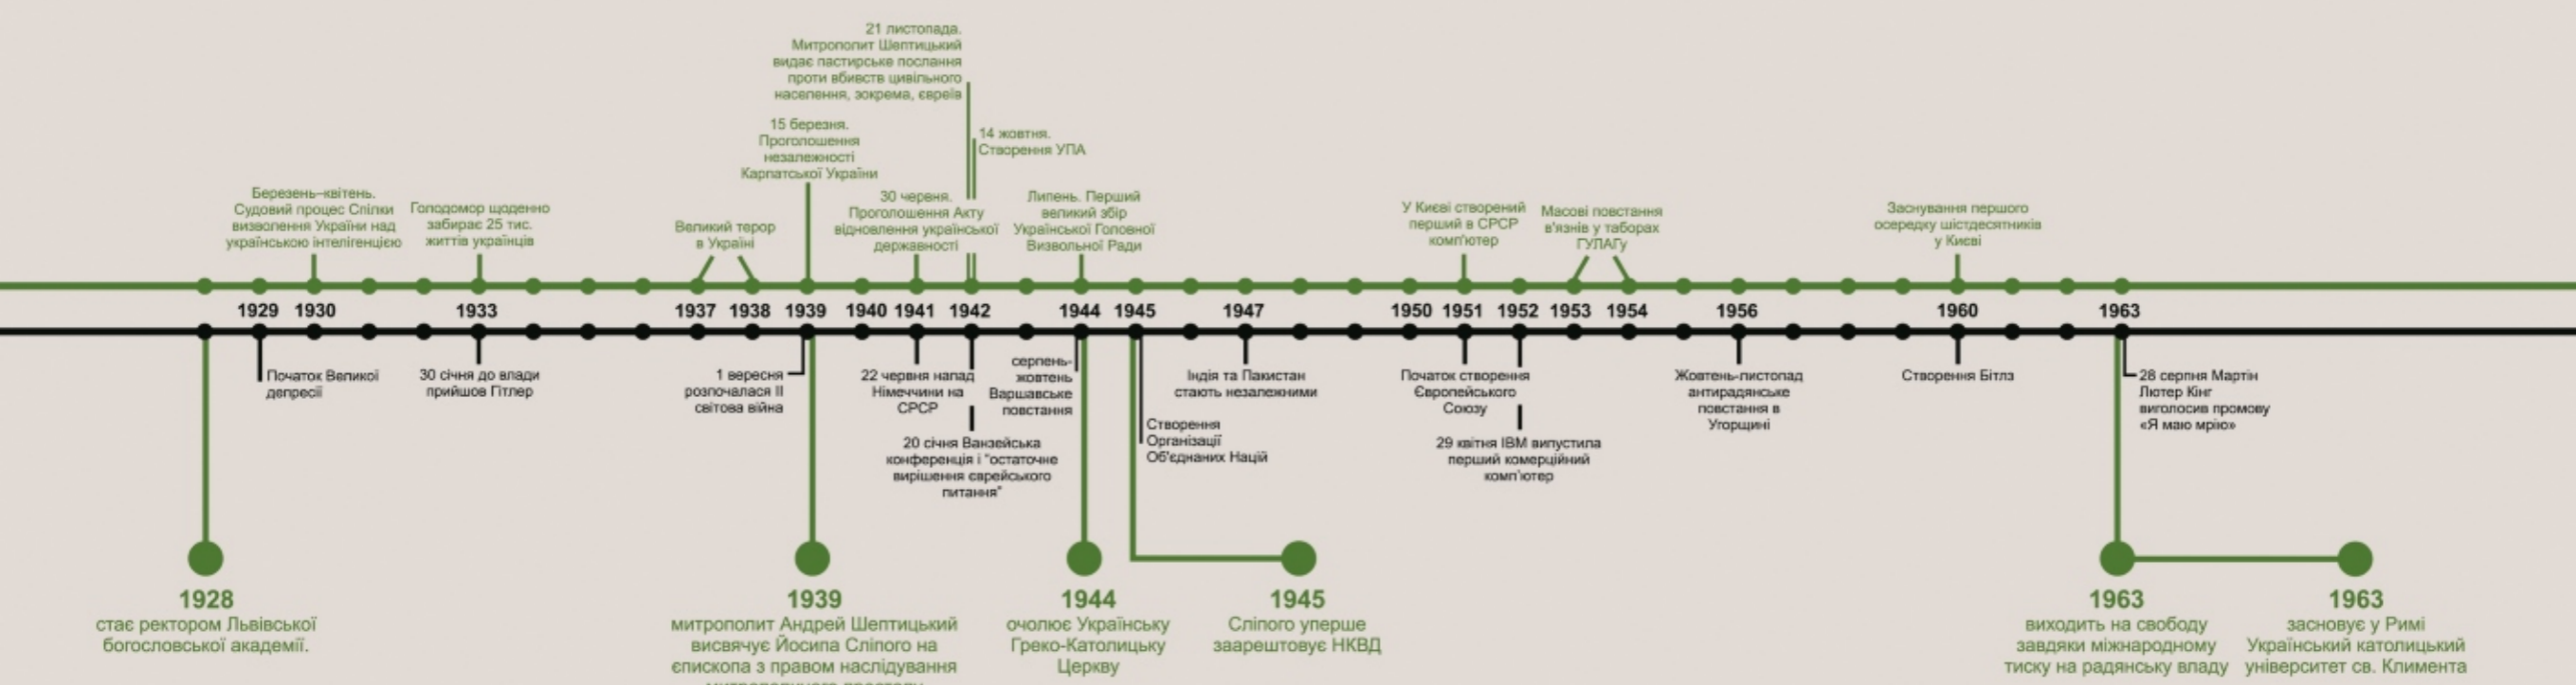 21 листопада.
Митрополит Шептицький
видає пастирське послання
проти вбивств цивільного
населення, зокрема, євреїв
15 березня.
Проголошення
незалежності
Карпатської України
14 жовтня.
Створення УПА
Березень–квітень.
Судовий процес Спілки
визволення України над
українською інтелігенцією
Голодомор щоденно
забирає 25 тис.
життів українців
Великий терор
в Україні
30 червня.
Проголошення Акту
відновлення української
державності
Липень. Перший
великий збір
Української Головної
Визвольної Ради
У Києві створений
перший в СРСР
комп'ютер
Масові повстання
в'язнів у таборах
ГУЛАГу
Заснування першого
осередку шістдесятників
у Києві
1929 1930 1933 1937 1938 1939 1940 1941 1942 1944 1945 1947 1950 1951 1952 1953 1954 1956 1960 1963
Початок Великої
депресії
30 січня до влади
прийшов Гітлер
1 вересня
розпочалася ІІ
світова війна
22 червня напад
Німеччини на
СРСР
20 січня Ванзейська
конференція і "остаточне
вирішення єврейського
питання"
серпень-
жовтень
Варшавське
повстання
Створення
Організації
Об'єднаних Націй
Індія та Пакистан
стають незалежними
Початок створення
Європейського
Союзу
29 квітня IBM випустила
перший комерційний
комп'ютер
Жовтень-листопад
антирадянське
повстання в
Угорщині
Створення Бітлз
28 серпня Мартін
Лютер Кінг
виголосив промову
«Я маю мрію»
1928
стає ректором Львівської
богословської академії.
1939
митрополит Андрей Шептицький
висвячує Йосипа Сліпого на
єпископа з правом наслідування
1944
очолює Українську
Греко-Католицьку
Церкву
1945
Сліпого уперше
заарештовує НКВД
1963
виходить на свободу
завдяки міжнародному
тиску на радянську владу
1963
засновує у Римі
Український католицький
університет св. Климента